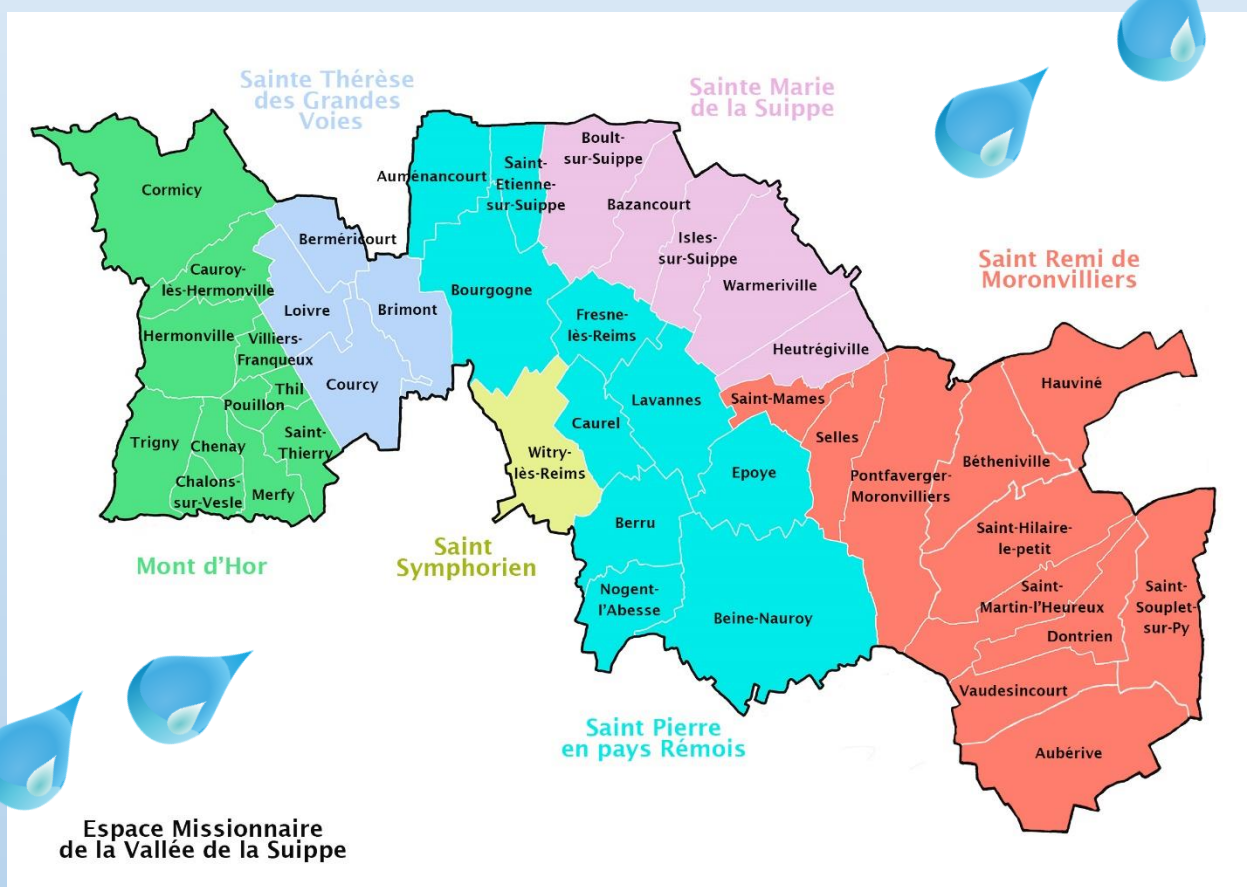 Sainte Thérèse
des Grandes
Voies
Sainte Marie
de la Suippe
Saint Remi de
Moronvilliers
Cormicy
Cauroy-
lès-Hermonville
Hermonville
Villiers-
Franqueux
Thil
Pouillon
Saint-
Thierry
Trigny
Chenay
Chalons-
sur-Vesle
Merfy
Mont d'Hor
Berméricourt
Loivre
Brimont
Courcy
Auménancourt
Saint-
Etienne-
sur-Suippe
Bourgogne
Fresne-
lès-Reims
Lavannes
Caurel
Epoye
Berru
Nogent-
l'Abesse
Beine-Nauroy
Witry-
lès-Reims
Saint
Symphorien
Saint Pierre
en pays Rémois
Boult-
sur-Suippe
Bazancourt
Isles-
sur-Suippe
Warmeriville
Heutrégiville
Saint-Mames
Selles
Pontfaverger-
Moronvilliers
Hauviné
Bétheniville
Saint-Hilaire-
le-petit
Saint-
Martin-l'Heureux
Dontrien
Saint-
Souplet-
sur-Py
Vaudesincourt
Aubérive
Espace Missionnaire
de la Vallée de la Suippe